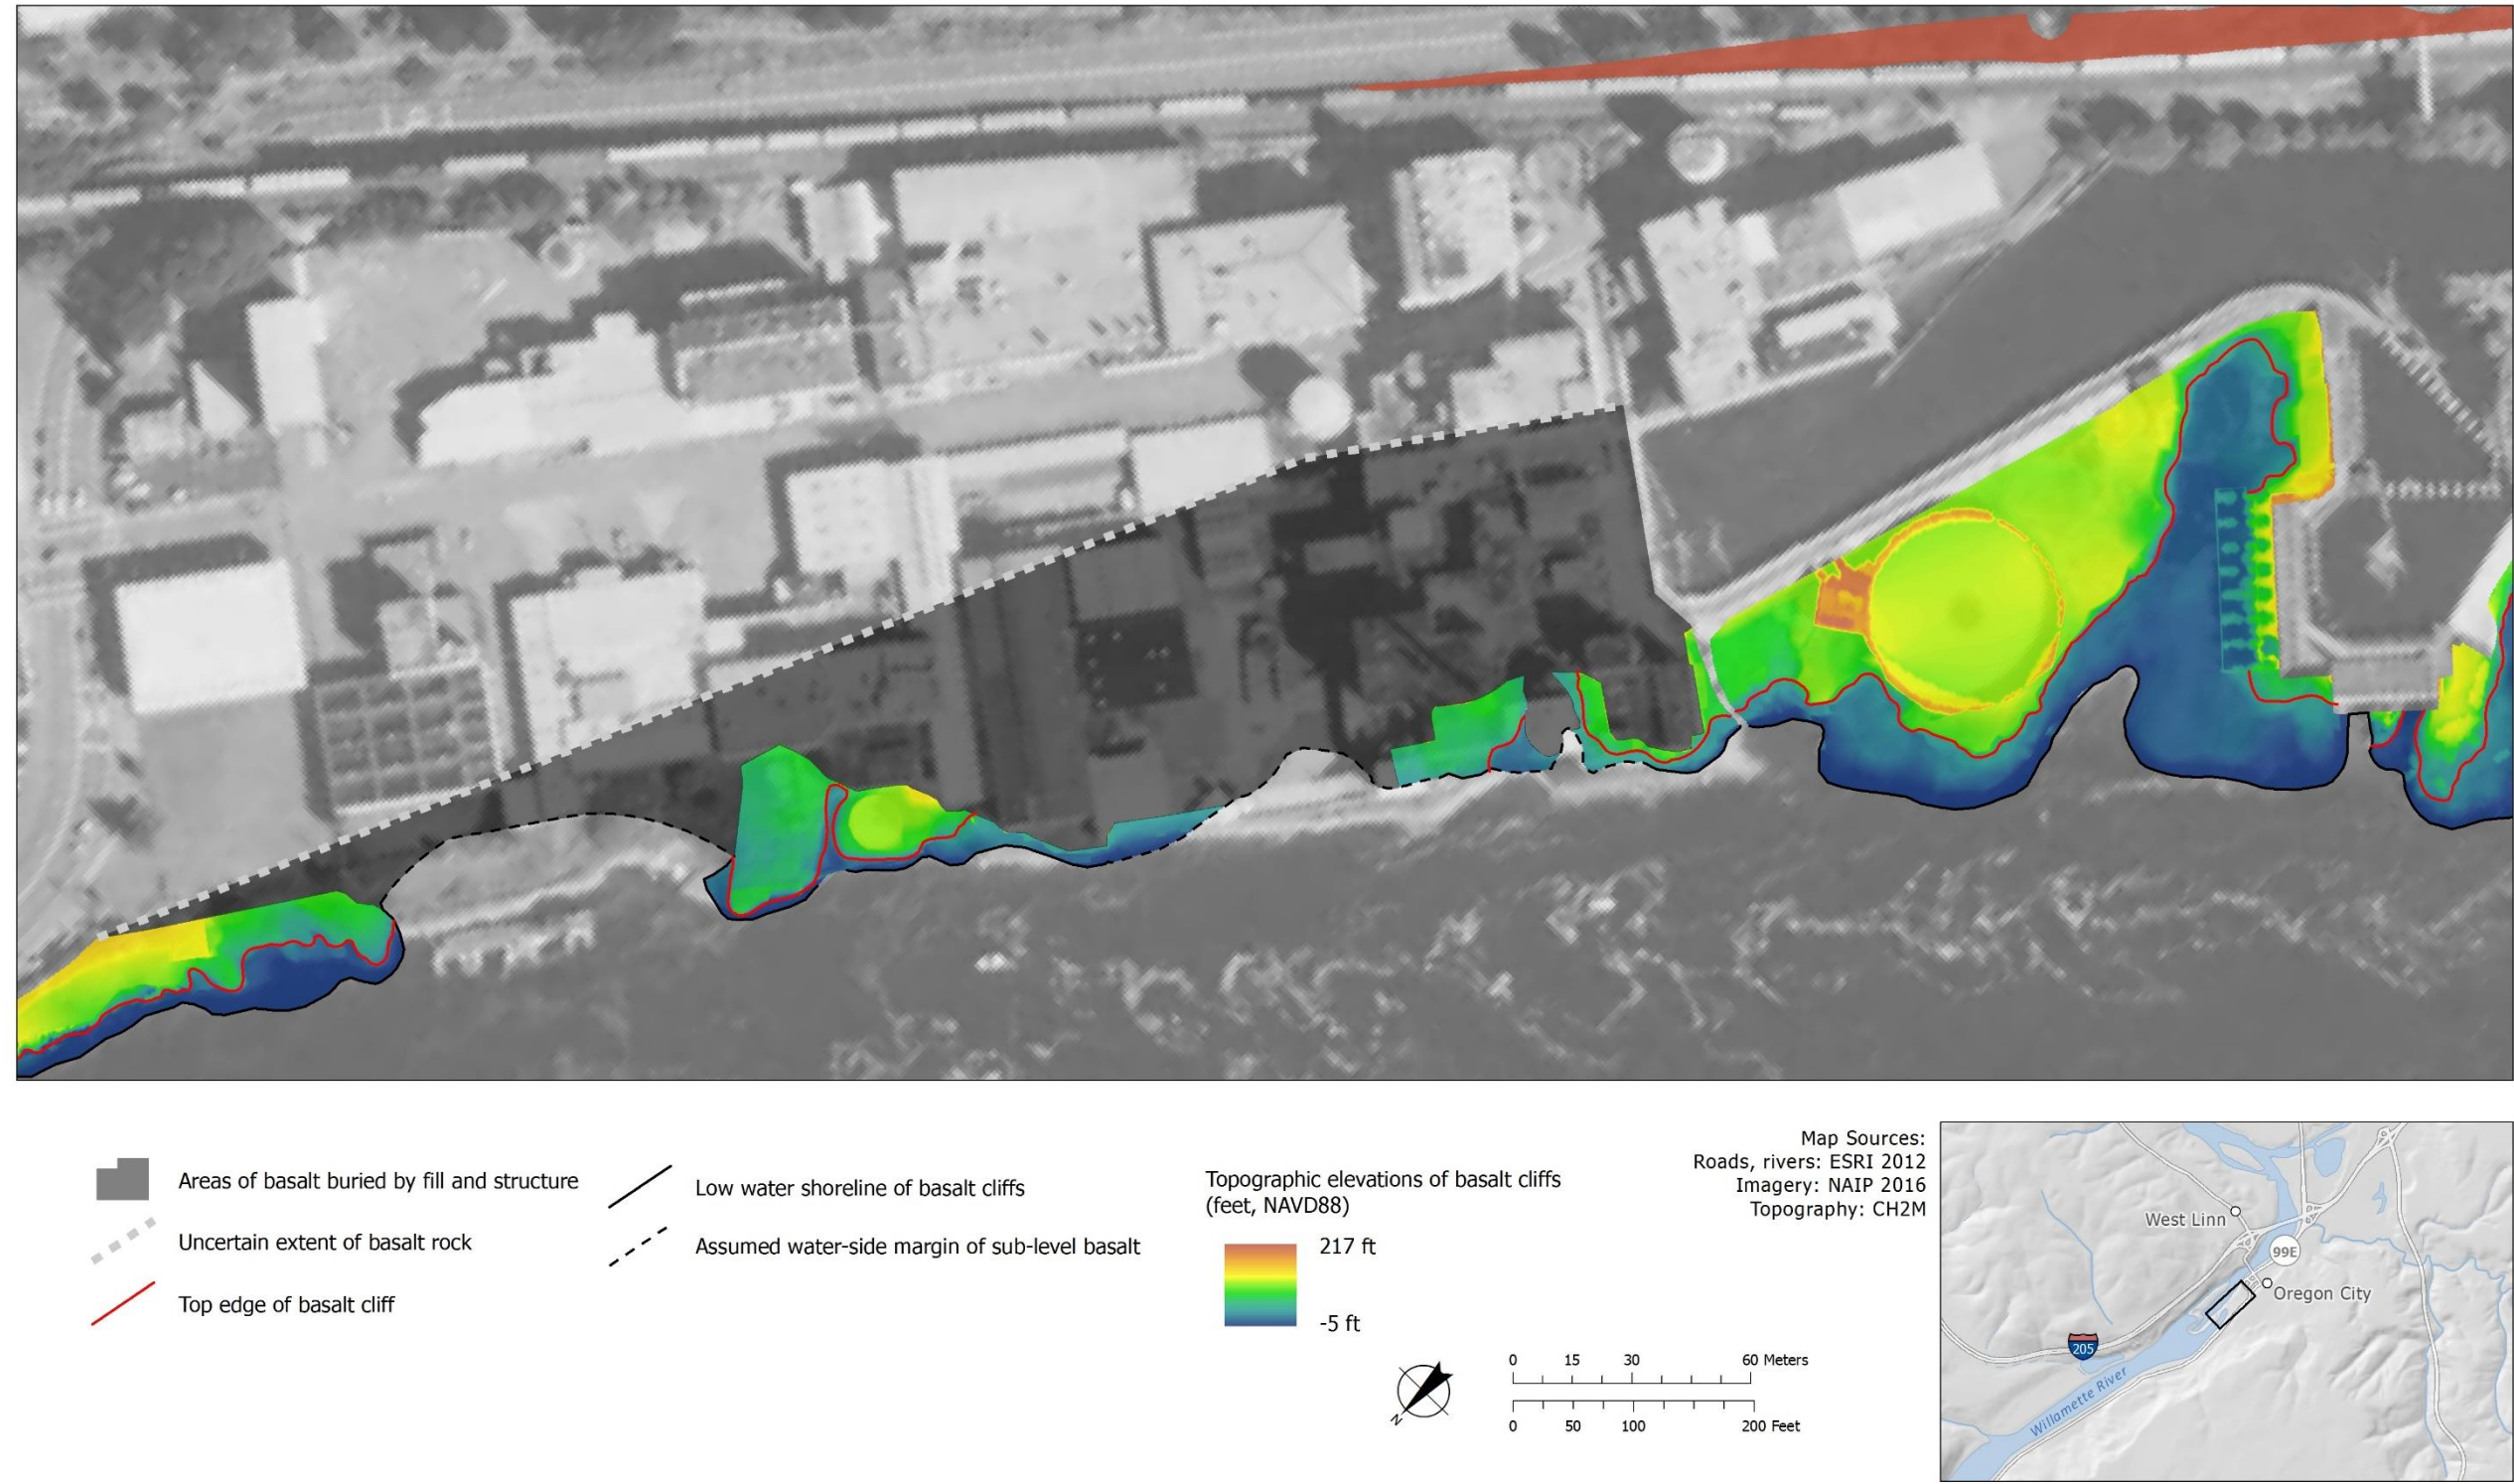 Areas of basalt buried by fill and structure
Uncertain extent of basalt rock
Top edge of basalt cliff
Low water shoreline of basalt cliffs
Assumed water-side margin of sub-level basalt
Topographic elevations of basalt cliffs
(feet, NAVD88)
217 ft
-5 ft
N
0 15 30 60 Meters
0 50 100 200 Feet
Map Sources:
Roads, rivers: ESRI 2012
Imagery: NAIP 2016
Topography: CH2M
West Linn
99E
Oregon City
205
Willamette River